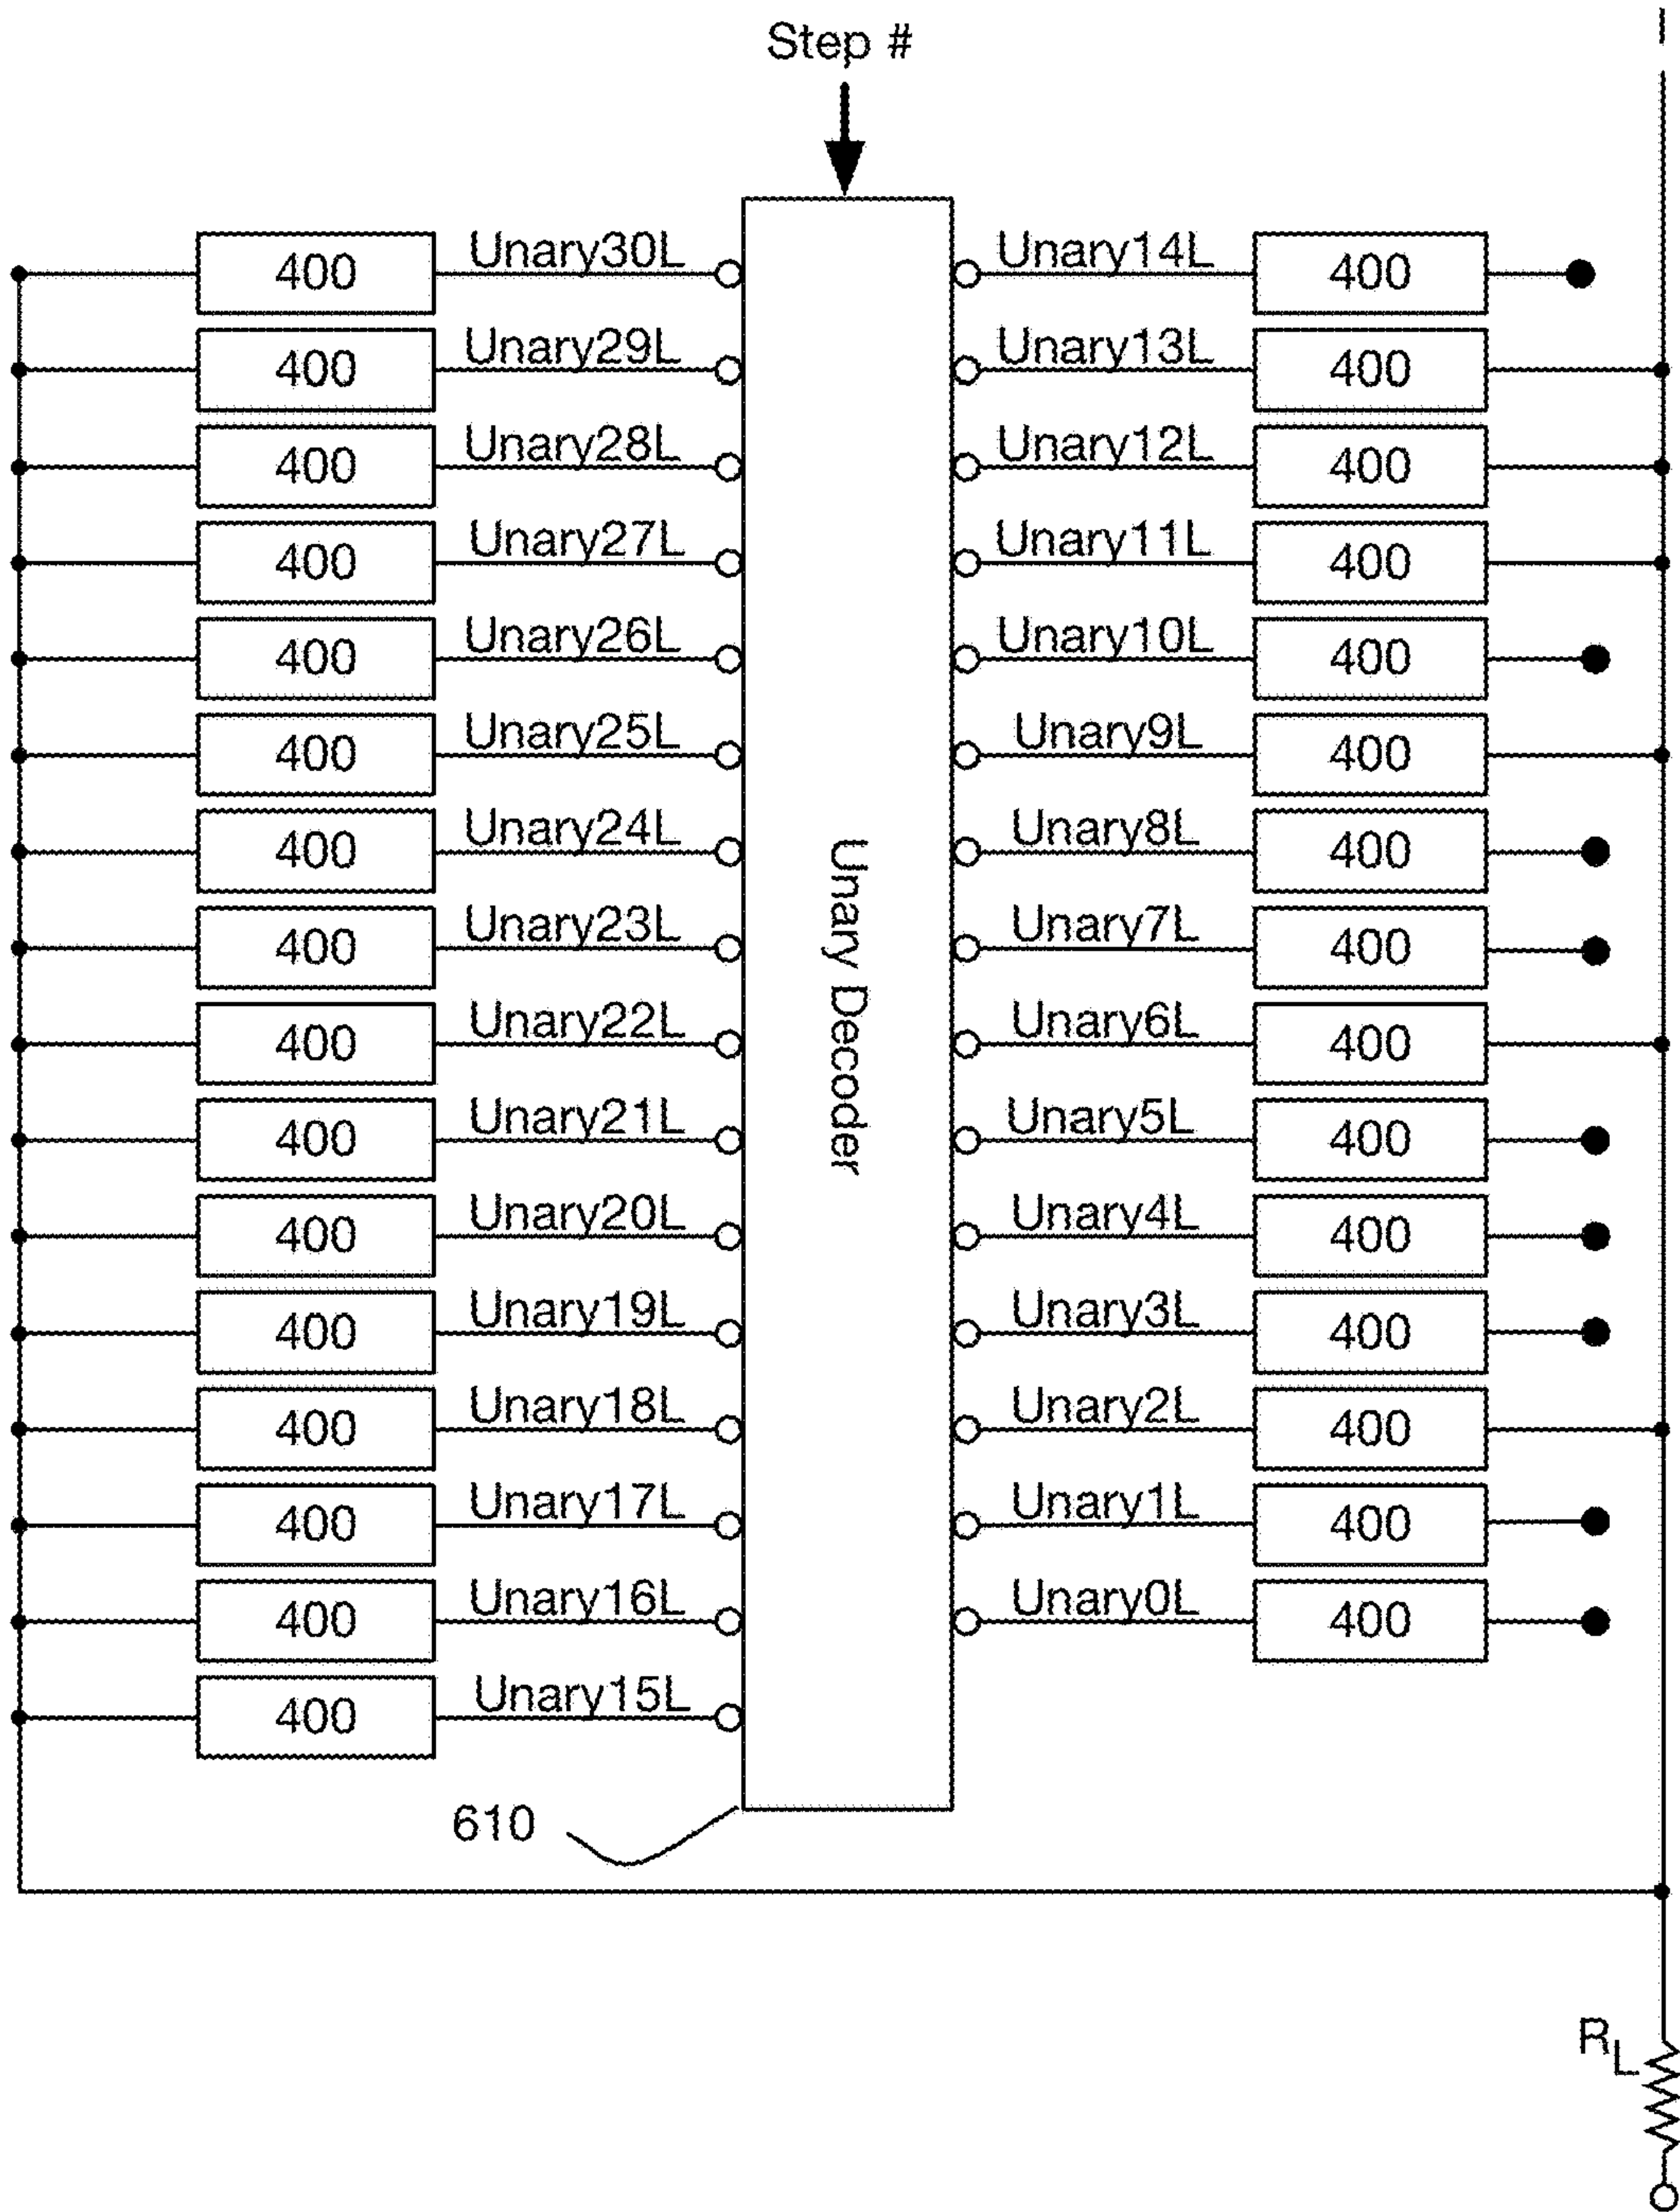 Step #
400 Unary30L Unary14L 400
400 Unary29L Unary13L 400
400 Unary28L Unary12L 400
400 Unary27L Unary11L 400
400 Unary26L Unary10L 400
400 Unary25L Unary9L 400
400 Unary24L Unary8L 400
400 Unary23L Unary7L 400
400 Unary22L Unary6L 400
400 Unary21L Unary5L 400
400 Unary20L Unary4L 400
400 Unary19L Unary3L 400
400 Unary18L Unary2L 400
400 Unary17L Unary1L 400
400 Unary16L Unary0L 400
400 Unary15L
Unary Decoder
610
RL